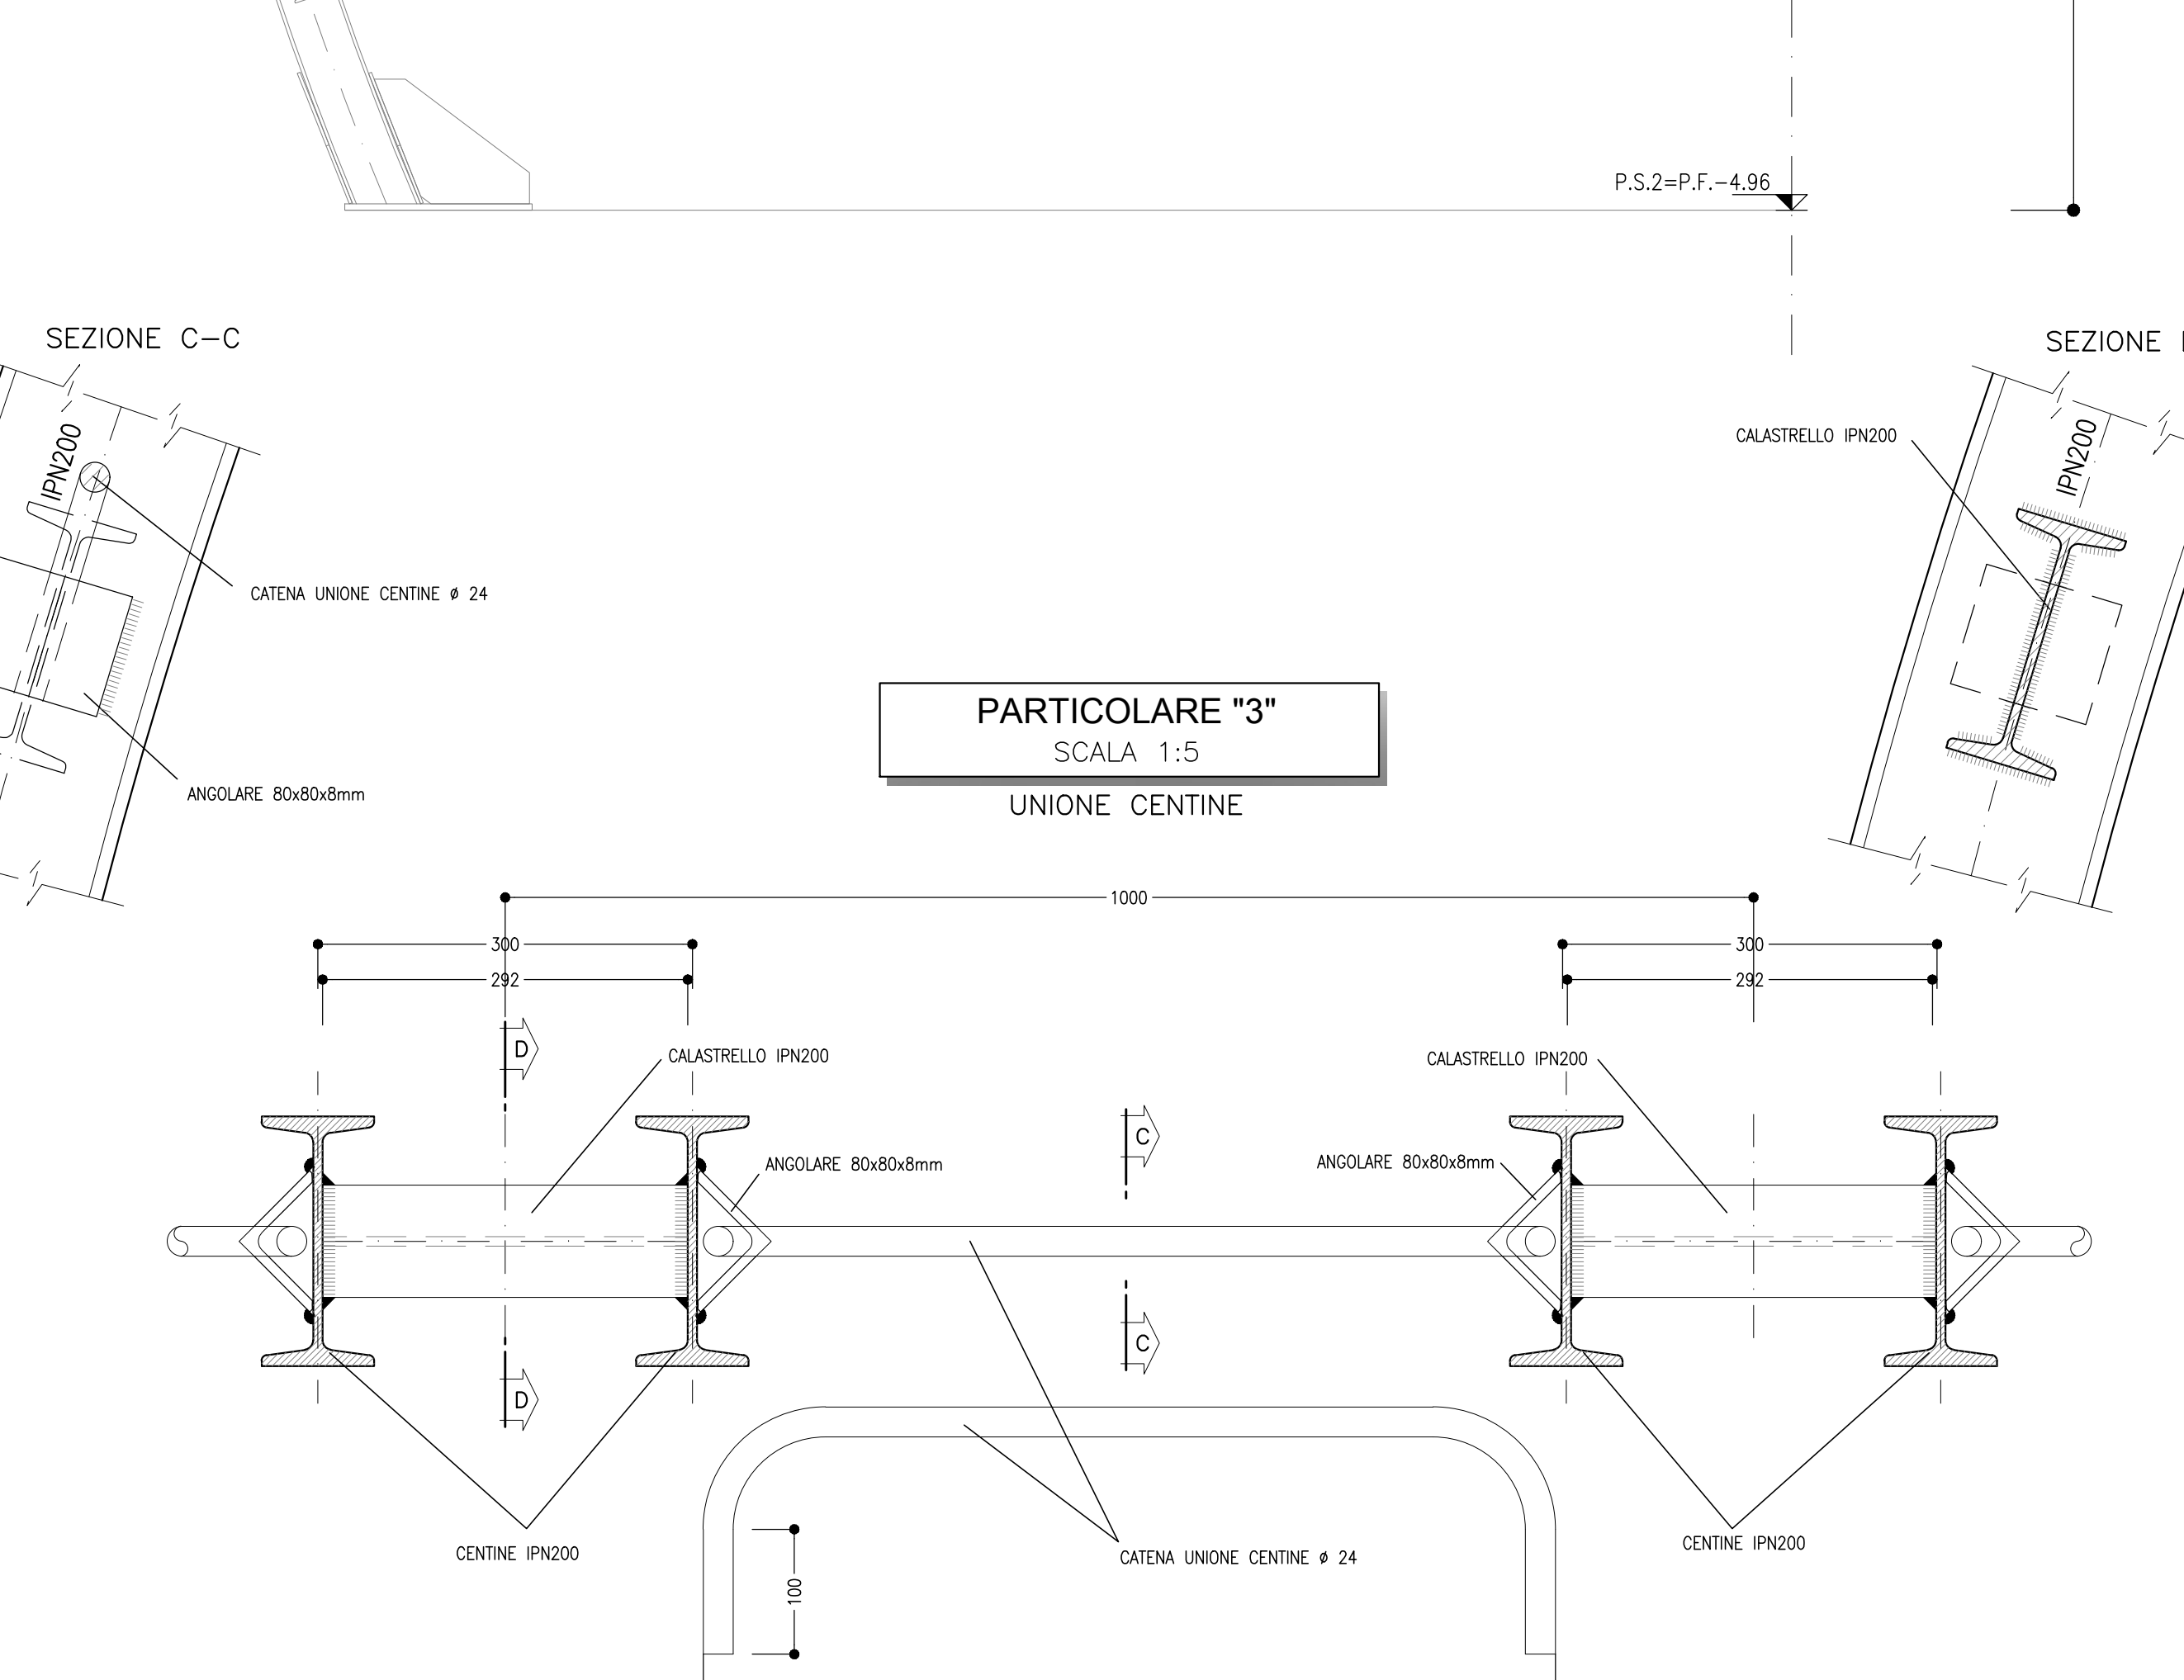 P.S.2=P.F.-4.96
SEZIONE C-C
SEZIONE
IPN200
IPN200
CALASTRELLO IPN200
CATENA UNIONE CENTINE ø 24
PARTICOLARE "3"
SCALA 1:5
ANGOLARE 80x80x8mm
UNIONE CENTINE
1000
300
300
292
292
D
CALASTRELLO IPN200
CALASTRELLO IPN200
C
ANGOLARE 80x80x8mm
ANGOLARE 80x80x8mm
C
D
CENTINE IPN200
CATENA UNIONE CENTINE ø 24
CENTINE IPN200
100